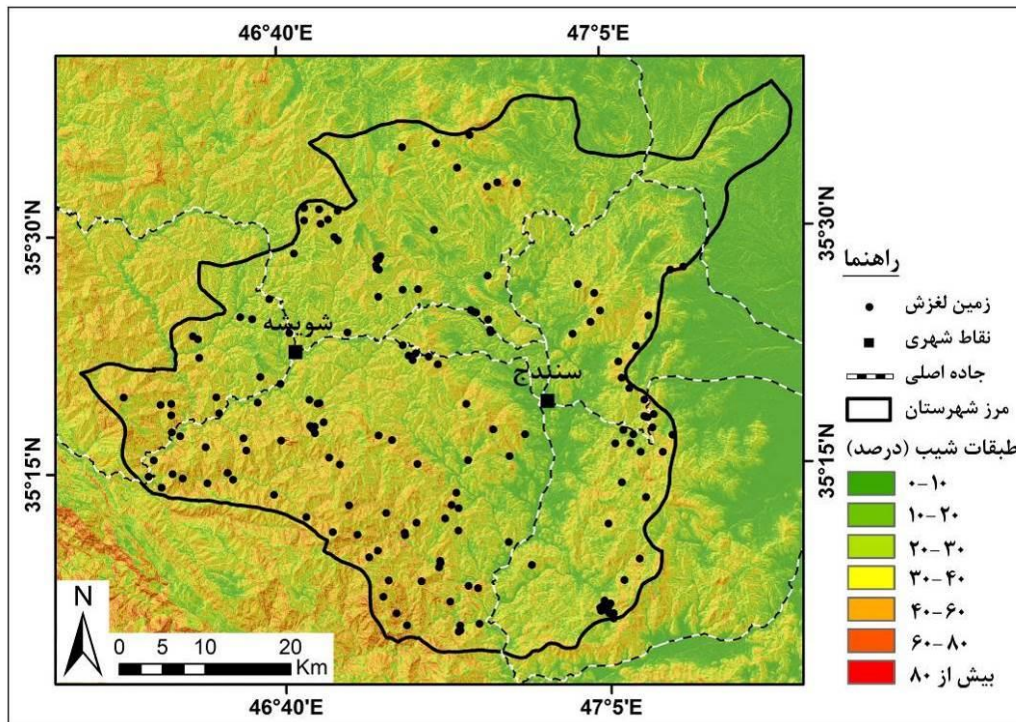 46°40'E 47°5'E
35°30'N 35°30'N
35°15'N 35°15'N
46°40'E 47°5'E
شویشه
سنندج
N
0 5 10 20
Km
راهنما
زمین لغزش
نقاط شهری
جاده اصلی
مرز شهرستان
طبقات شیب (درصد)
۰-۱۰
۱۰-۲۰
۲۰-۳۰
۳۰-۴۰
۴۰-۶۰
۶۰-۸۰
بیش از ۸۰